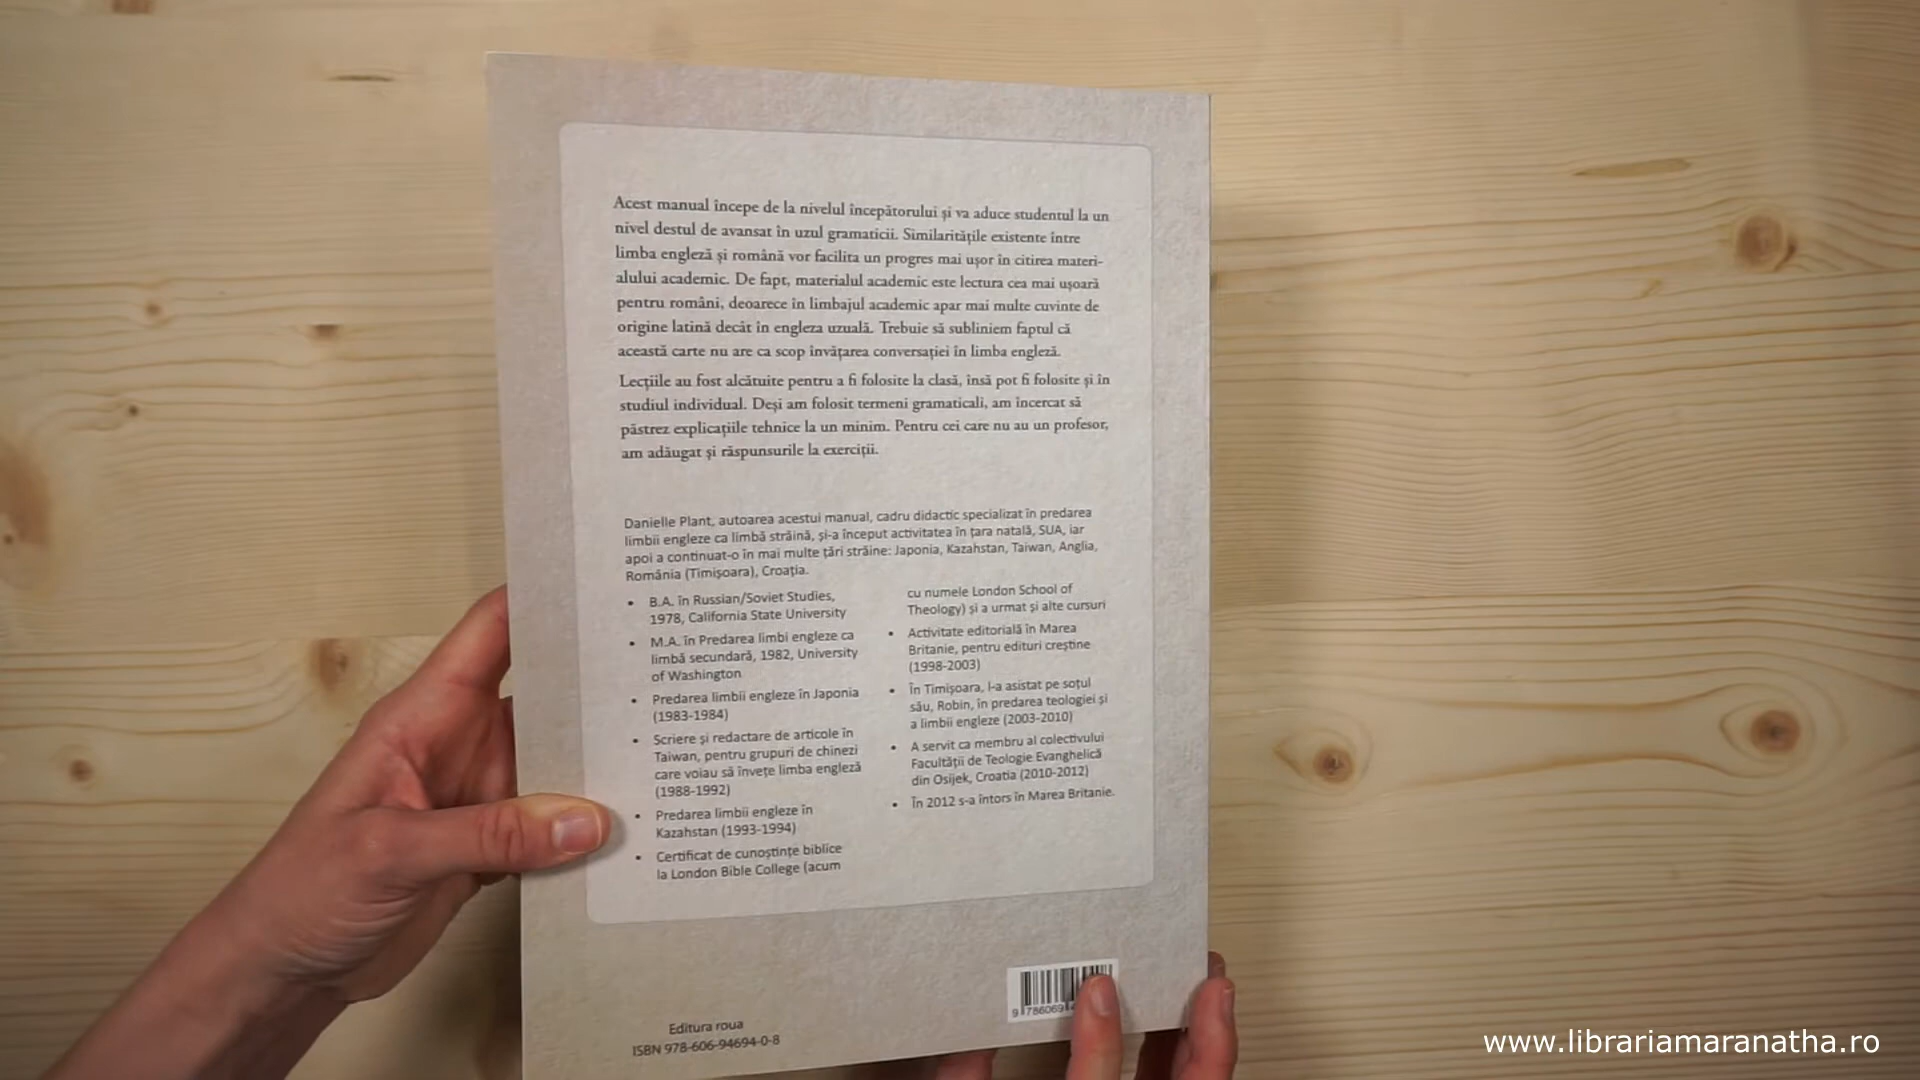 Acest manual începe de la nivelul începătorului și va aduce studentul la un
nivel destul de avansat în uzul gramaticii. Similaritățile existente între
limba engleză și română vor facilita un progres mai ușor în citirea materi-
alului academic. De fapt, materialul academic este lectura cea mai ușoară
pentru români, deoarece în limbajul academic apar mai multe cuvinte de
origine latină decât în engleza uzuală. Trebuie să subliniem faptul că
această carte nu are ca scop învățarea conversației în limba engleză.
Lecțiile au fost alcătuite pentru a fi folosite la clasă, însă pot fi folosite și în
studiul individual. Deși am folosit termeni gramaticali, am încercat să
păstrez explicațiile tehnice la un minim. Pentru cei care nu au un profesor,
am adăugat și răspunsurile la exerciții.
Danielle Plant, autoarea acestui manual, cadru didactic specializat în predarea
limbii engleze ca limbă străină, și-a început activitatea în țara natală, SUA, iar
apoi a continuat-o în mai multe țări străine: Japonia, Kazahstan, Taiwan, Anglia,
România (Timișoara), Croația.
• B.A. în Russian/Soviet Studies,
1978, California State University
• M.A. în Predarea limbi engleze ca
limbă secundară, 1982, University
of Washington
• Predarea limbii engleze în Japonia
(1983-1984)
• Scriere și redactare de articole în
Taiwan, pentru grupuri de chinezi
care voiau să învețe limba engleză
(1988-1992)
• Predarea limbii engleze în
Kazahstan (1993-1994)
• Certificat de cunoștințe biblice
la London Bible College (acum
cu numele London School of
Theology) și a urmat și alte cursuri
• Activitate editorială în Marea
Britanie, pentru edituri creștine
(1998-2003)
• În Timișoara, l-a asistat pe soțul
său, Robin, în predarea teologiei și
a limbii engleze (2003-2010)
• A servit ca membru al colectivului
Facultății de Teologie Evanghelică
din Osijek, Croatia (2010-2012)
• În 2012 s-a întors în Marea Britanie.
Editura roua
ISBN 978-606-94694-0-8
9 786069
www.librariamaranatha.ro